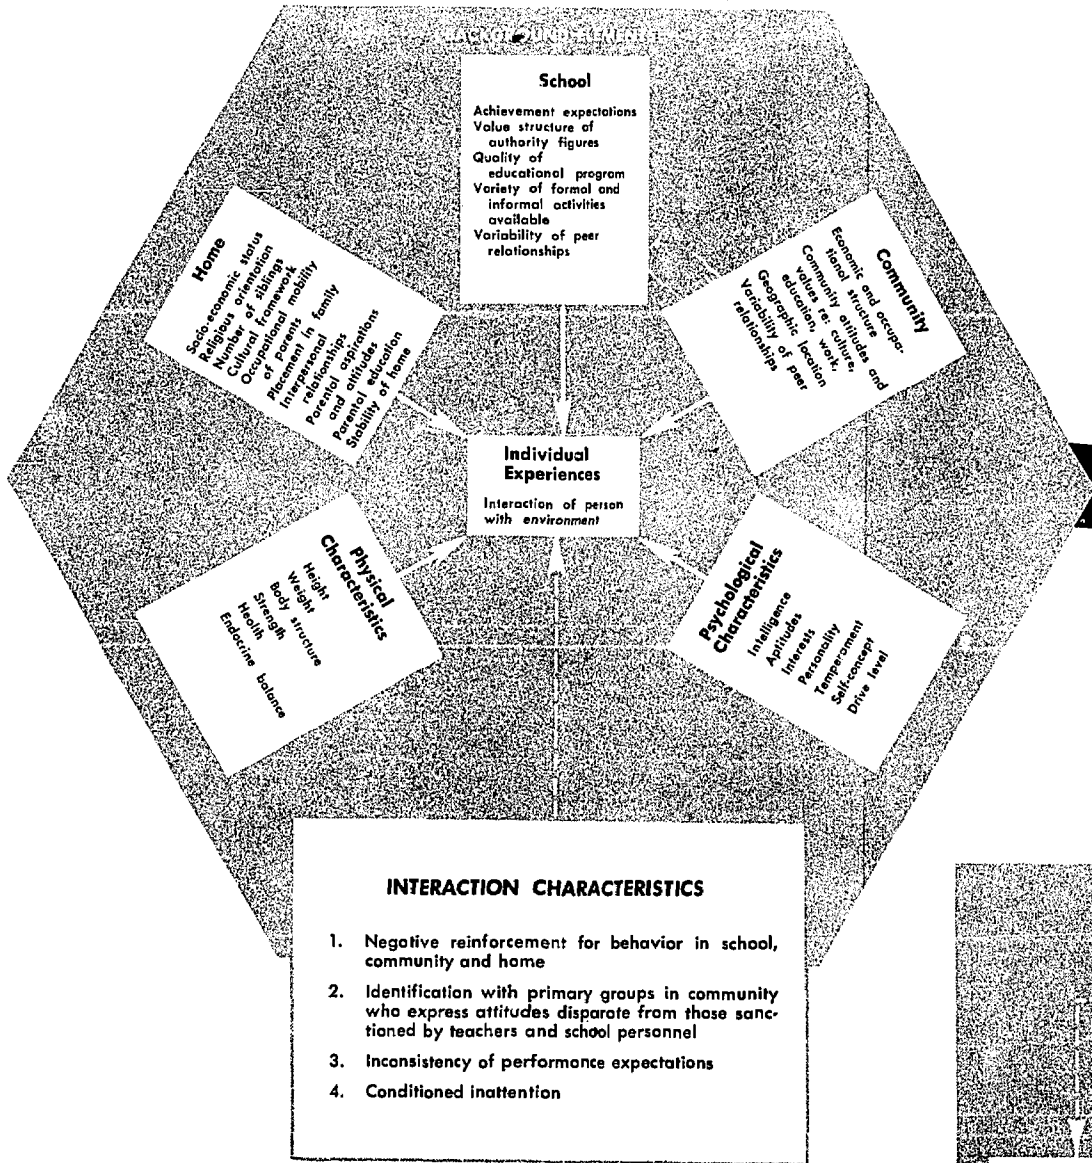 BACKGROUND ELEMENTS
School
Achievement expectations
Value structure of
authority figures
Quality of
educational program
Variety of formal and
informal activities
available
Variability of peer
relationships
Home
Socio-economic status
Religious orientation
Number of siblings
Cultural framework
Occupational mobility
of parents
Placement in family
Interpersonal
relationships
Parental aspirations
and attitudes
Parental education
Stability of home
Community
Economic and occupa-
tional structure
Community attitudes and
values re: culture,
education, work,
Geographic location
Variability of peer
relationships
Individual
Experiences
Interaction of person
with environment
Physical
Characteristics
Height
Weight
Body structure
Strength
Health
Endocrine balance
Psychological
Characteristics
Intelligence
Aptitudes
Interests
Personality
Temperament
Self-concept
Drive level
INTERACTION CHARACTERISTICS
1. Negative reinforcement for behavior in school,
community and home
2. Identification with primary groups in community
who express attitudes disparate from those sanc-
tioned by teachers and school personnel
3. Inconsistency of performance expectations
4. Conditioned inattention